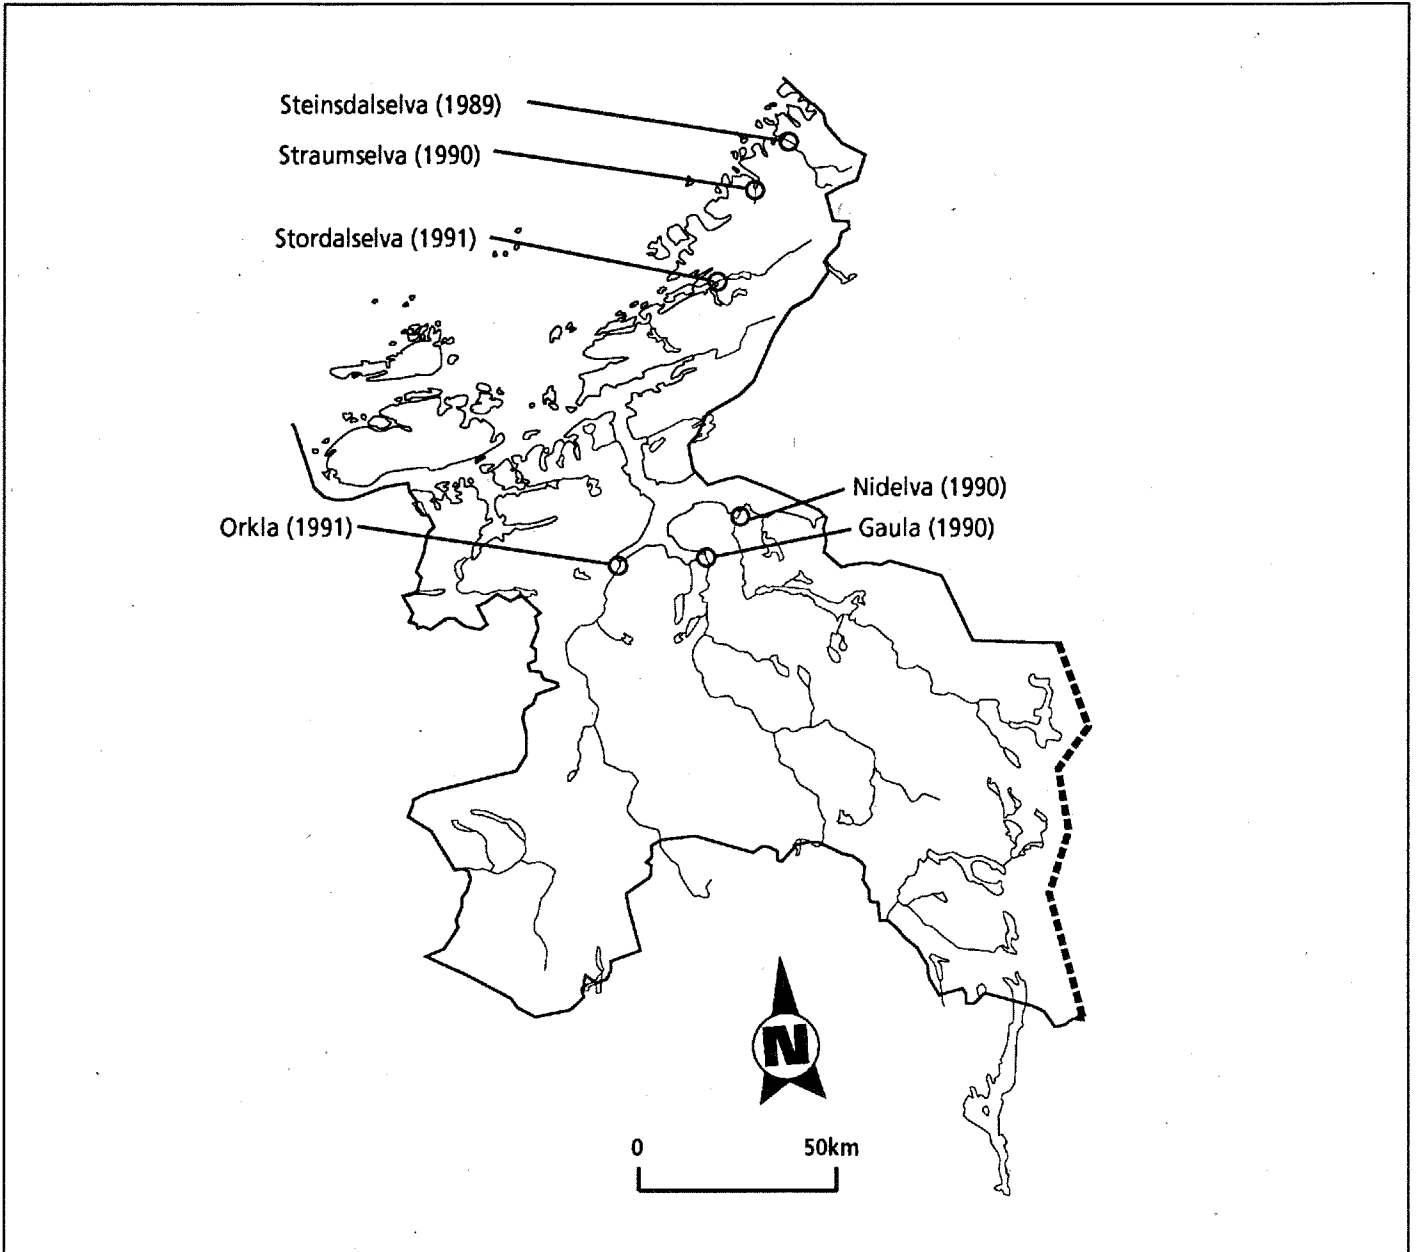 Steinsdalselva (1989)
Straumselva (1990)
Stordalselva (1991)
Nidelva (1990)
Orkla (1991)
Gaula (1990)
N
0 50km